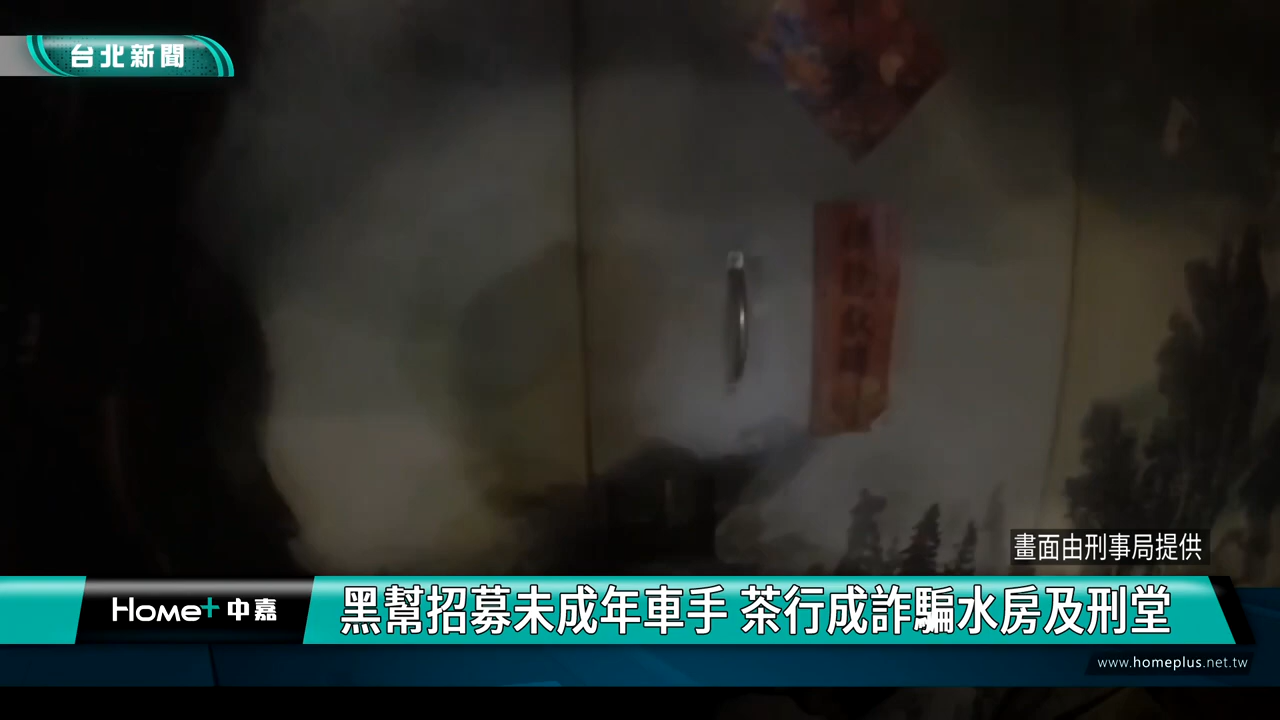 台北新聞
畫面由刑事局提供
Home+中嘉
黑幫招募未成年車手 茶行成詐騙水房及刑堂
www.homeplus.net.tw